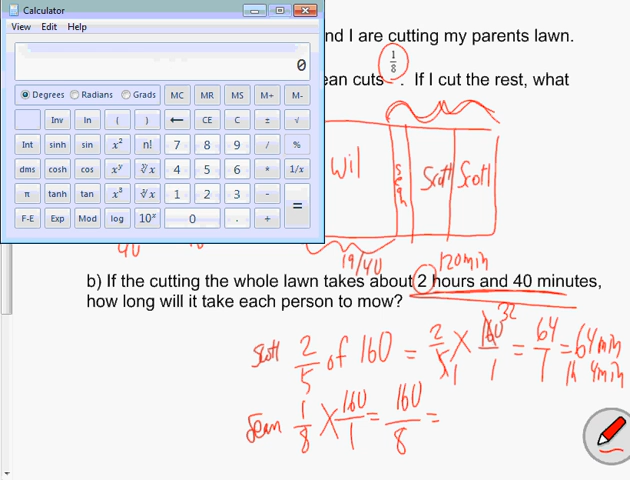 Calculator
View Edit Help
0
Degrees Radians Grads MC MR MS M+ M-
Inv ln ( ) ← CE C ± √
Int sinh sin x² n! 7 8 9 / %
dms cosh cos xʸ ʸ√x 4 5 6 * 1/x
π tanh tan x³ ³√x 1 2 3 - =
F-E Exp Mod log 10ˣ 0 . +
nd I are cutting my parents lawn.
ean cuts 1/8. If I cut the rest, what
Wil Sean Scott Scott
40 19/40 120min
b) If the cutting the whole lawn takes about 2 hours and 40 minutes,
how long will it take each person to mow?
Scott 2/5 of 160 = 2/5 1 × 160 32/1 = 64/1 = 64min
1h 4min
Sean 1/8 × 160/1 = 160/8 =